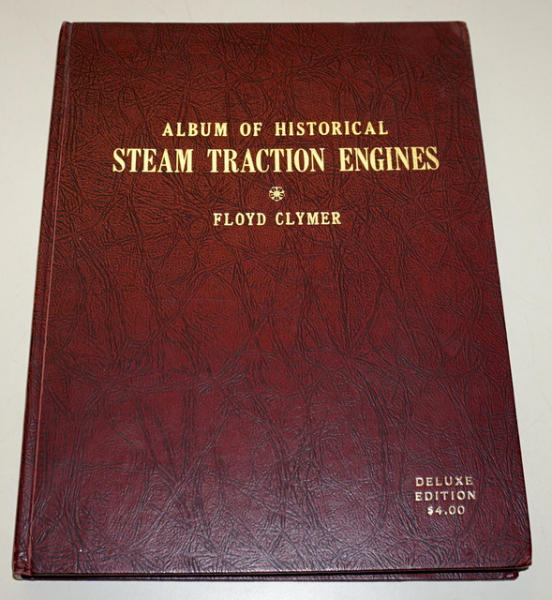 ALBUM OF HISTORICAL
STEAM TRACTION ENGINES
FLOYD CLYMER
DELUXE
EDITION
$4.00